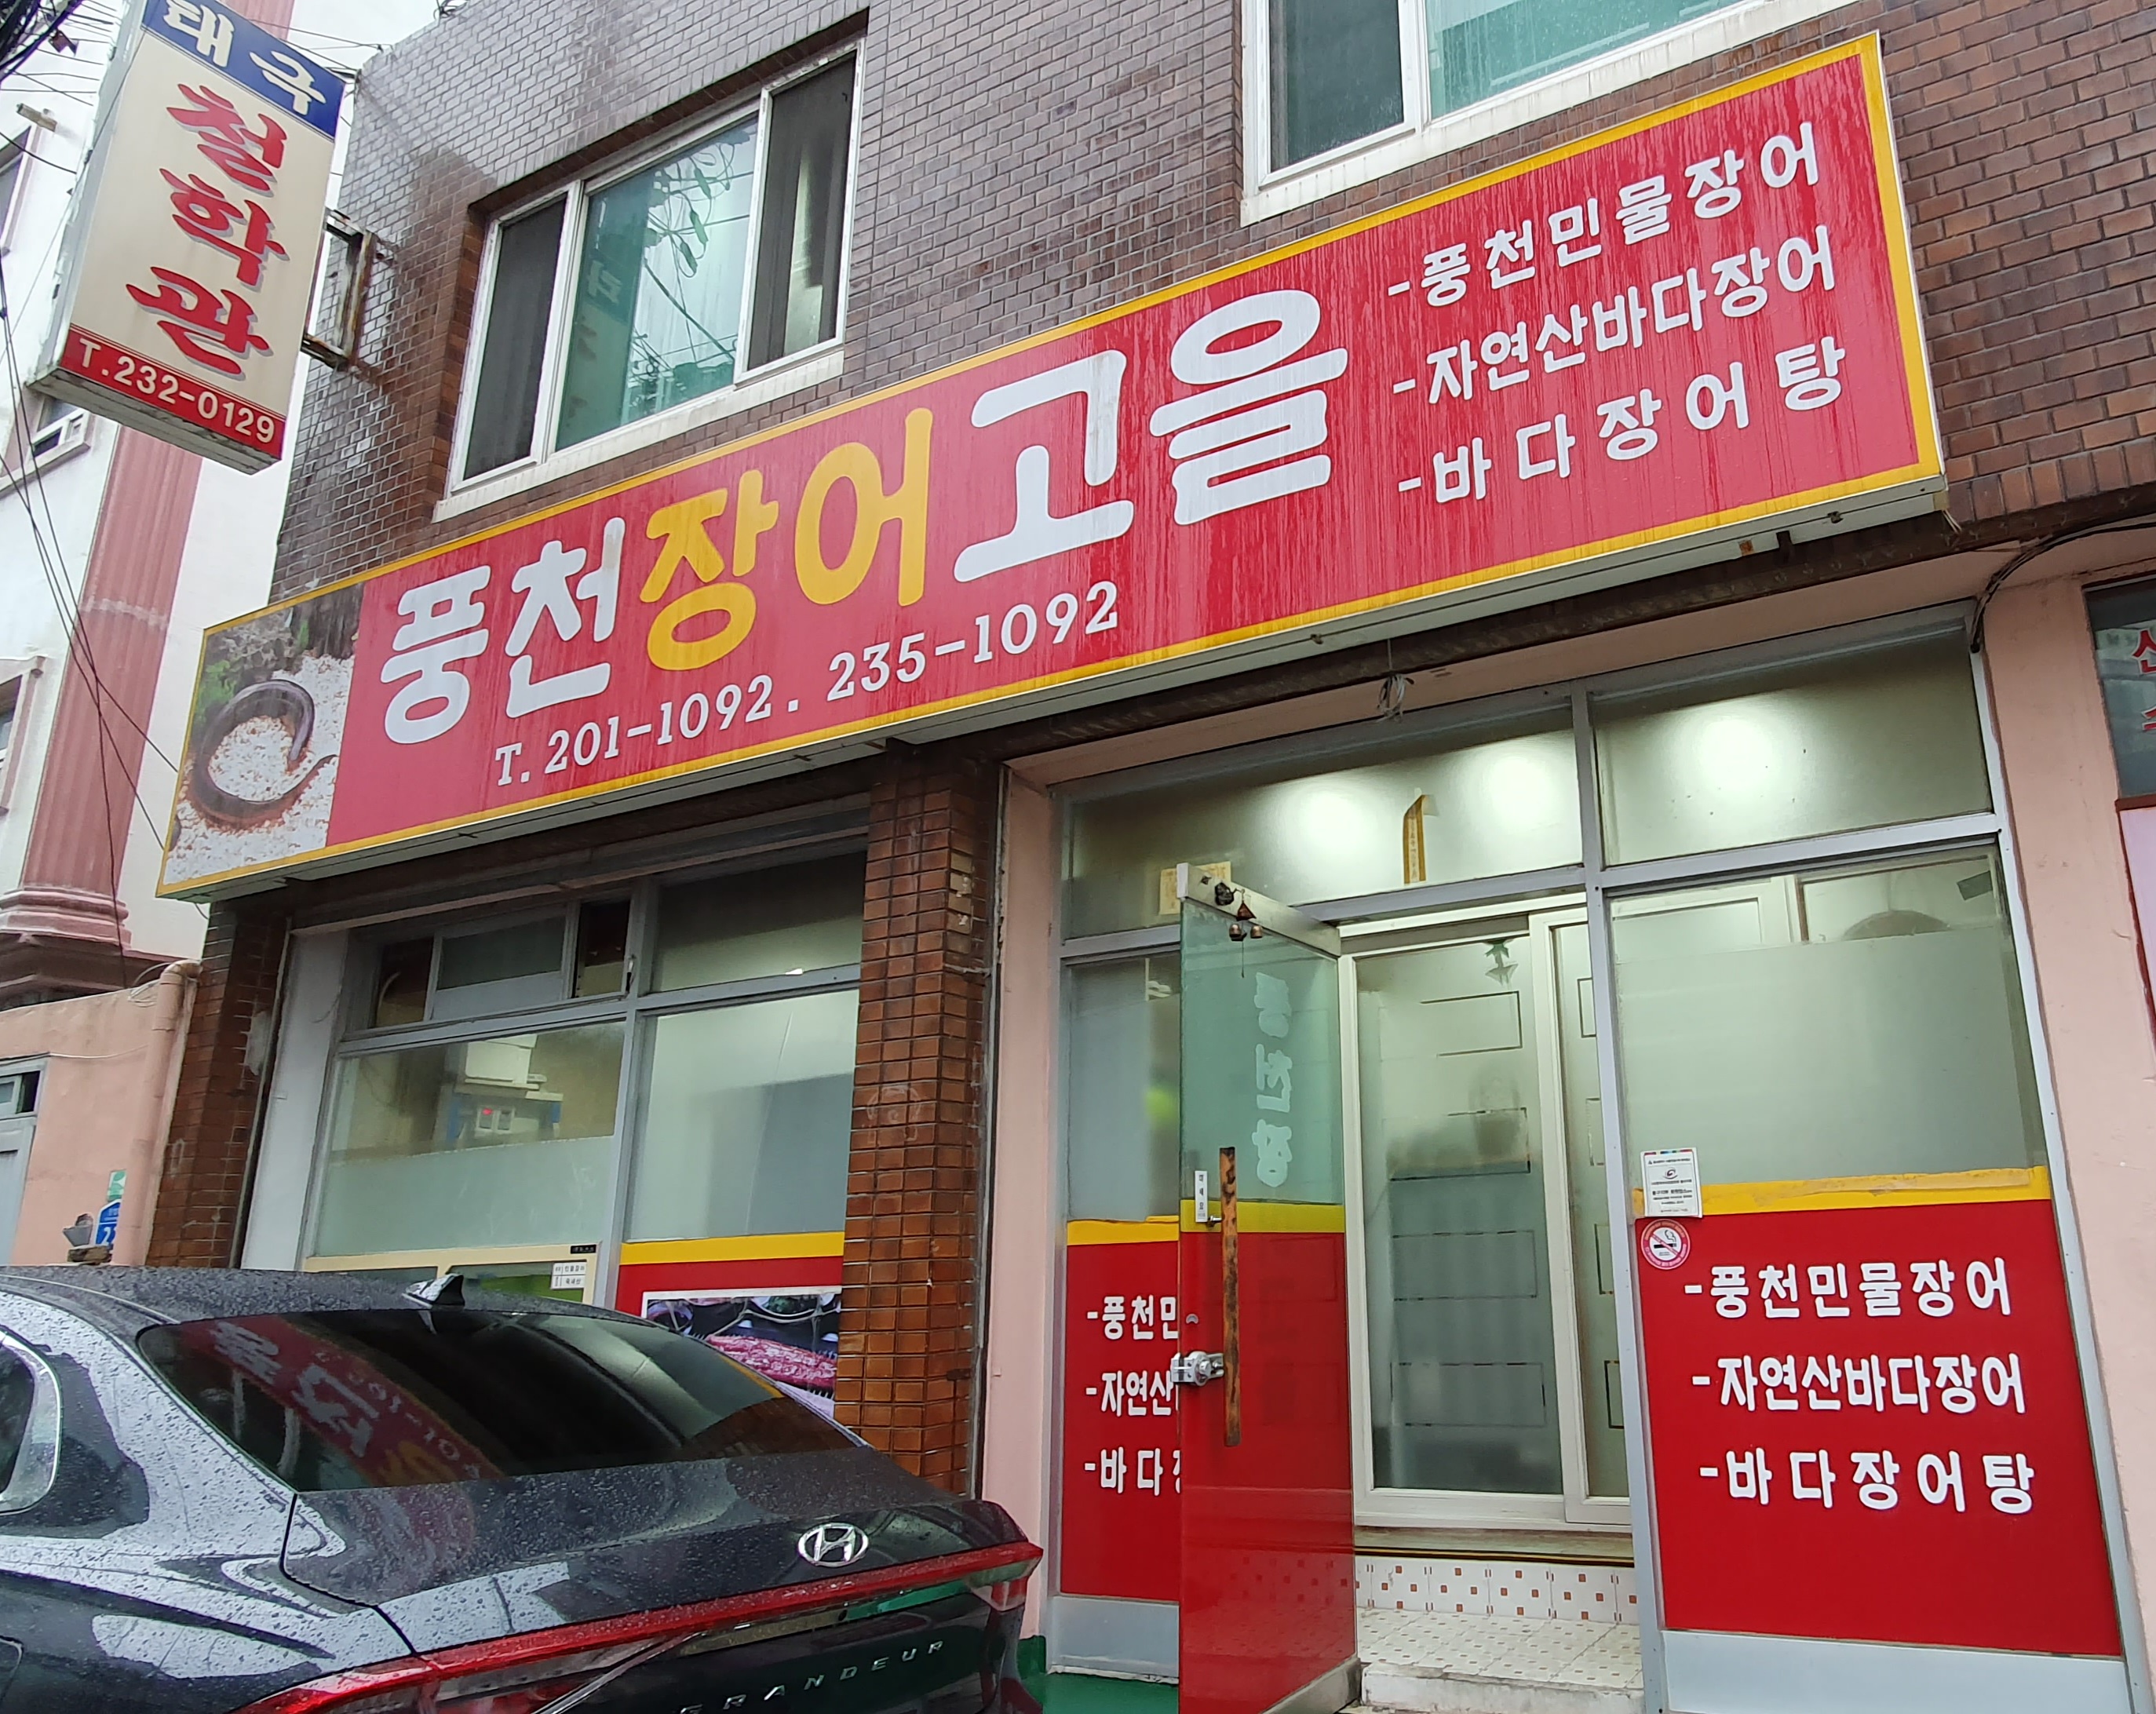 태극
철학관
T.232-0129
풍천장어고을
T. 201-1092. 235-1092
-풍천민물장어
-자연산바다장어
-바다장어탕
-풍천민
-자연산
-바다
-풍천민물장어
-자연산바다장어
-바다장어탕
GRANDEUR